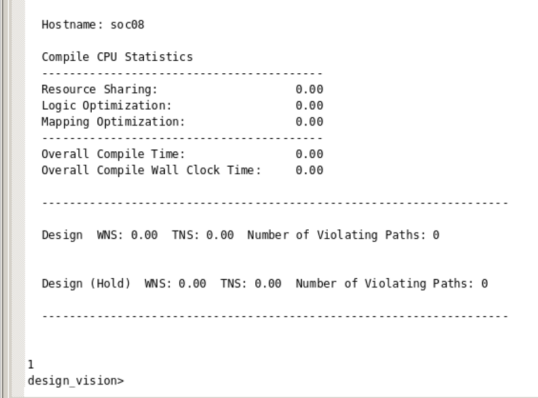 Hostname: soc08
Compile CPU Statistics
-----------------------------------------
Resource Sharing:                    0.00
Logic Optimization:                  0.00
Mapping Optimization:                0.00
-----------------------------------------
Overall Compile Time:                0.00
Overall Compile Wall Clock Time:     0.00
--------------------------------------------------------------------
Design  WNS: 0.00  TNS: 0.00  Number of Violating Paths: 0
Design (Hold)  WNS: 0.00  TNS: 0.00  Number of Violating Paths: 0
--------------------------------------------------------------------
1
design_vision>